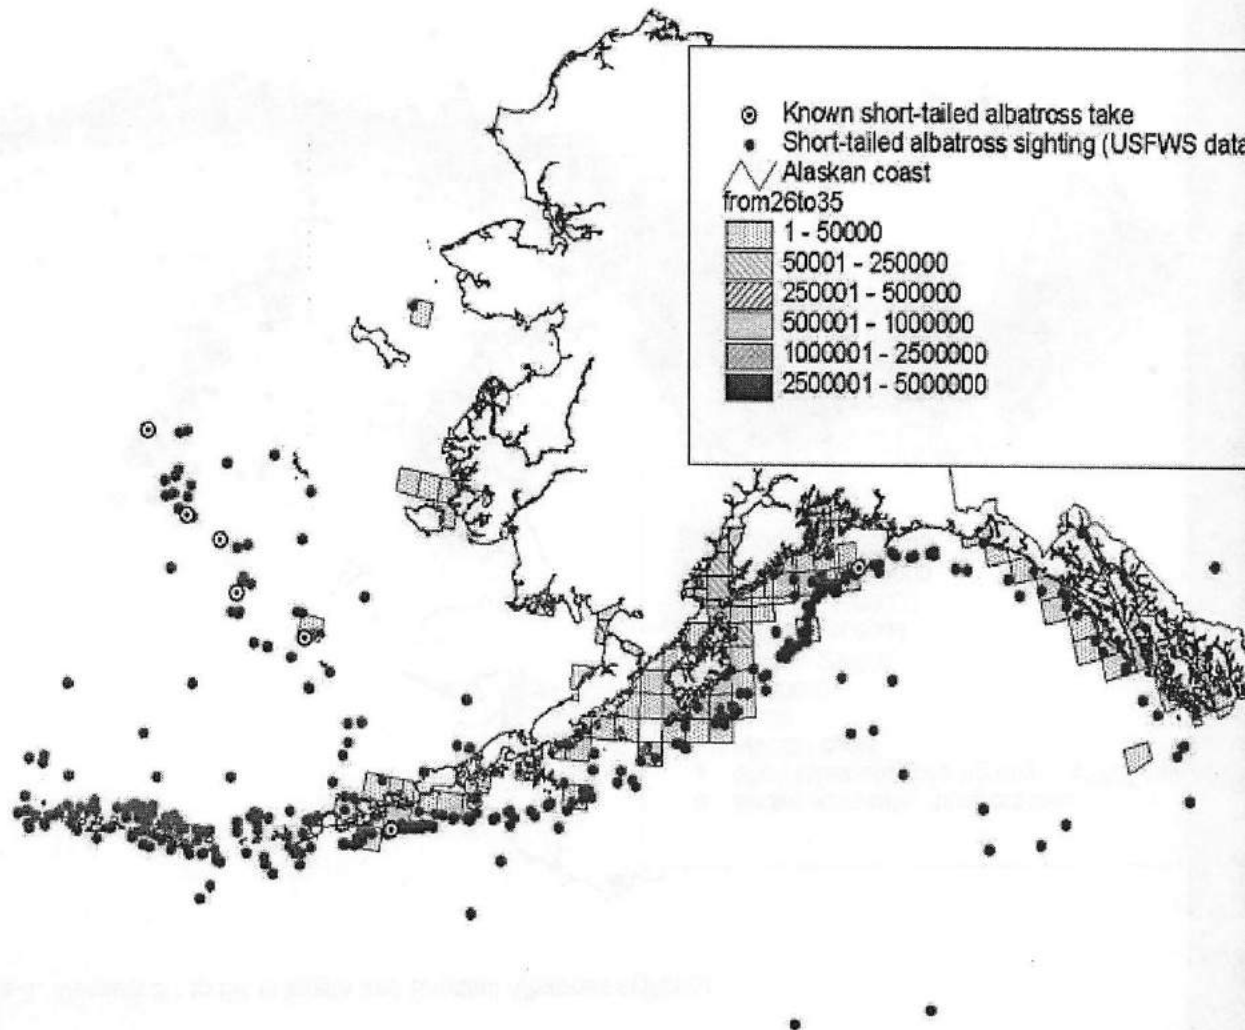 Known short-tailed albatross take
Short-tailed albatross sighting (USFWS data
Alaskan coast
from26to35
1 - 50000
50001 - 250000
250001 - 500000
500001 - 1000000
1000001 - 2500000
2500001 - 5000000